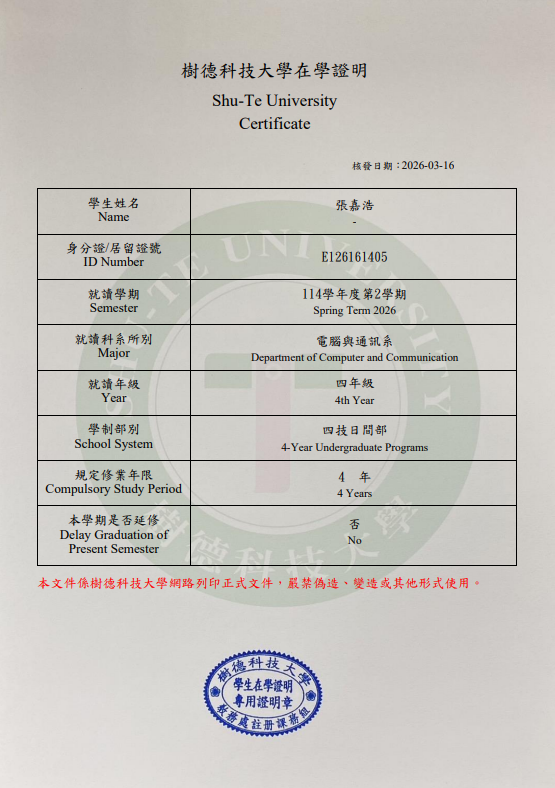 樹德科技大學在學證明
Shu-Te University
Certificate
核發日期：2026-03-16
學生姓名
Name
張嘉浩
-
身分證/居留證號
ID Number
E126161405
就讀學期
Semester
114學年度第2學期
Spring Term 2026
就讀科系所別
Major
電腦與通訊系
Department of Computer and Communication
就讀年級
Year
四年級
4th Year
學制部別
School System
四技日間部
4-Year Undergraduate Programs
規定修業年限
Compulsory Study Period
4 年
4 Years
本學期是否延修
Delay Graduation of
Present Semester
否
No
本文件係樹德科技大學網路列印正式文件，嚴禁偽造、變造或其他形式使用。
SHU-TE UNIVERSITY
樹德科技大學
樹德科技大學
學生在學證明
專用證明章
教務處註冊課務組